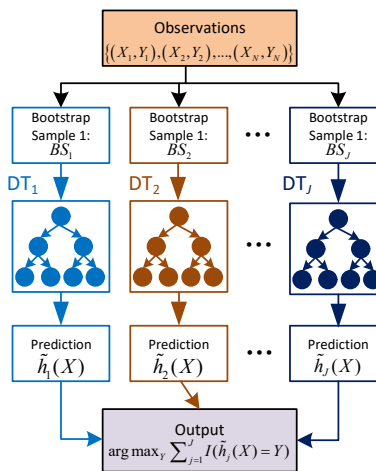 Observations
{(X₁,Y₁),(X₂,Y₂),...,(X_N,Y_N)}
Bootstrap
Sample 1:
BS₁
Bootstrap
Sample 1:
BS₂
...
Bootstrap
Sample 1:
BS_J
DT₁
DT₂
DT_J
...
Prediction
h̃₁(X)
Prediction
h̃₂(X)
...
Prediction
h̃_J(X)
Output
arg max_Y ∑_{j=1}^{J} I(h̃_j(X) = Y)